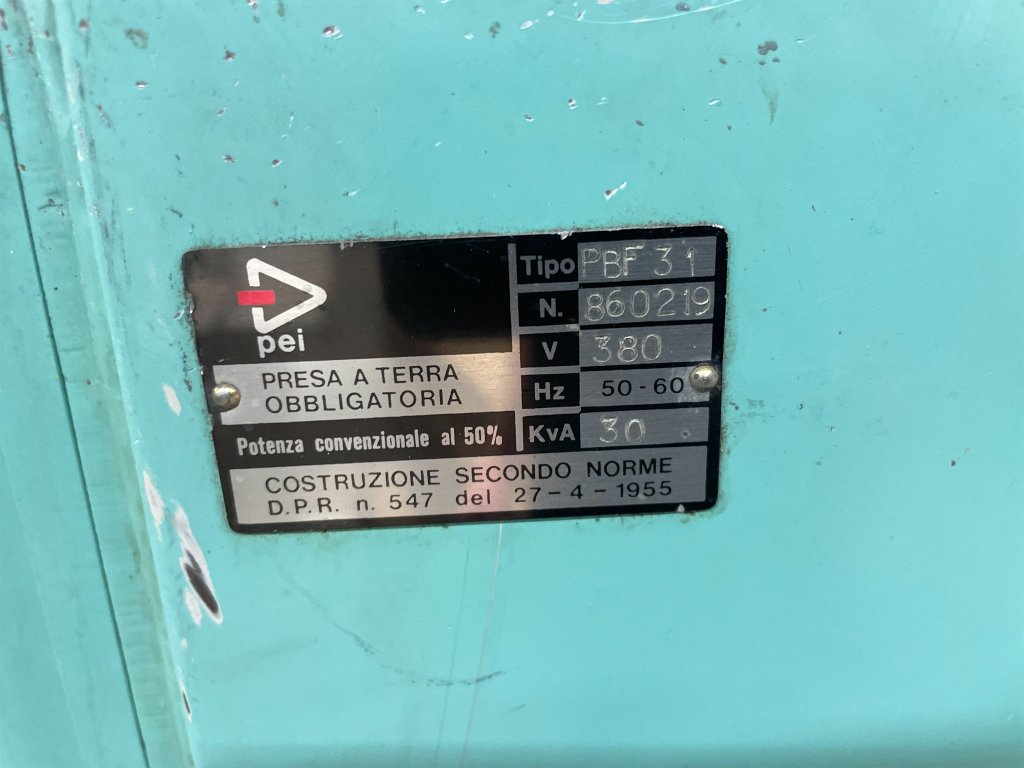 pei
Tipo PBF 31
N. 860219
V 380
Hz 50-60
KvA 30
PRESA A TERRA
OBBLIGATORIA
Potenza convenzionale al 50%
COSTRUZIONE SECONDO NORME
D.P.R. n. 547 del 27-4-1955